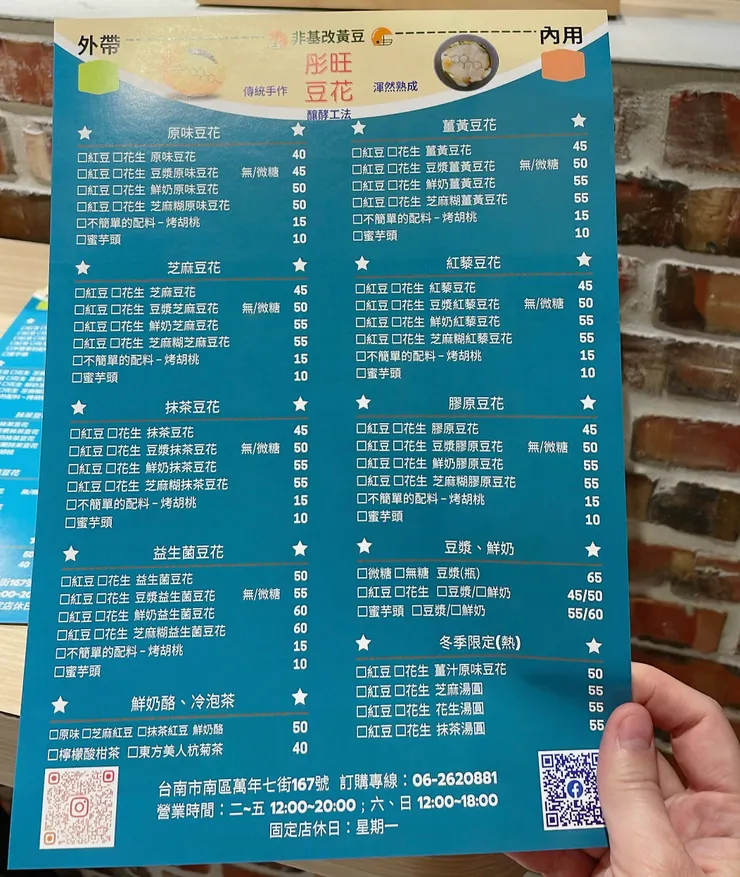 外帶
非基改黃豆
內用
彤旺
豆花
傳統手作
渾然熟成
釀酵工法
原味豆花
□紅豆 □花生 原味豆花 40
□紅豆 □花生 豆漿原味豆花 無/微糖 45
□紅豆 □花生 鮮奶原味豆花 50
□紅豆 □花生 芝麻糊原味豆花 50
□不簡單的配料－烤胡桃 15
□蜜芋頭 10
芝麻豆花
□紅豆 □花生 芝麻豆花 45
□紅豆 □花生 豆漿芝麻豆花 無/微糖 50
□紅豆 □花生 鮮奶芝麻豆花 55
□紅豆 □花生 芝麻糊芝麻豆花 55
□不簡單的配料－烤胡桃 15
□蜜芋頭 10
抹茶豆花
□紅豆 □花生 抹茶豆花 45
□紅豆 □花生 豆漿抹茶豆花 無/微糖 50
□紅豆 □花生 鮮奶抹茶豆花 55
□紅豆 □花生 芝麻糊抹茶豆花 55
□不簡單的配料－烤胡桃 15
□蜜芋頭 10
益生菌豆花
□紅豆 □花生 益生菌豆花 50
□紅豆 □花生 豆漿益生菌豆花 無/微糖 55
□紅豆 □花生 鮮奶益生菌豆花 60
□紅豆 □花生 芝麻糊益生菌豆花 60
□不簡單的配料－烤胡桃 15
□蜜芋頭 10
鮮奶酪、冷泡茶
□原味 □芝麻紅豆 □抹茶紅豆 鮮奶酪 50
□檸檬酸柑茶 □東方美人杭菊茶 40
薑黃豆花
□紅豆 □花生 薑黃豆花 45
□紅豆 □花生 豆漿薑黃豆花 無/微糖 50
□紅豆 □花生 鮮奶薑黃豆花 55
□紅豆 □花生 芝麻糊薑黃豆花 55
□不簡單的配料－烤胡桃 15
□蜜芋頭 10
紅藜豆花
□紅豆 □花生 紅藜豆花 45
□紅豆 □花生 豆漿紅藜豆花 無/微糖 50
□紅豆 □花生 鮮奶紅藜豆花 55
□紅豆 □花生 芝麻糊紅藜豆花 55
□不簡單的配料－烤胡桃 15
□蜜芋頭 10
膠原豆花
□紅豆 □花生 膠原豆花 45
□紅豆 □花生 豆漿膠原豆花 無/微糖 50
□紅豆 □花生 鮮奶膠原豆花 55
□紅豆 □花生 芝麻糊膠原豆花 55
□不簡單的配料－烤胡桃 15
□蜜芋頭 10
豆漿、鮮奶
□微糖 □無糖 豆漿(瓶) 65
□紅豆 □花生 □豆漿/□鮮奶 45/50
□蜜芋頭 □豆漿/□鮮奶 55/60
冬季限定(熱)
□紅豆 □花生 薑汁原味豆花 50
□紅豆 □花生 芝麻湯圓 55
□紅豆 □花生 花生湯圓 55
□紅豆 □花生 抹茶湯圓 55
台南市南區萬年七街167號 訂購專線：06-2620881
營業時間：二~五 12:00~20:00；六、日 12:00~18:00
固定店休日：星期一